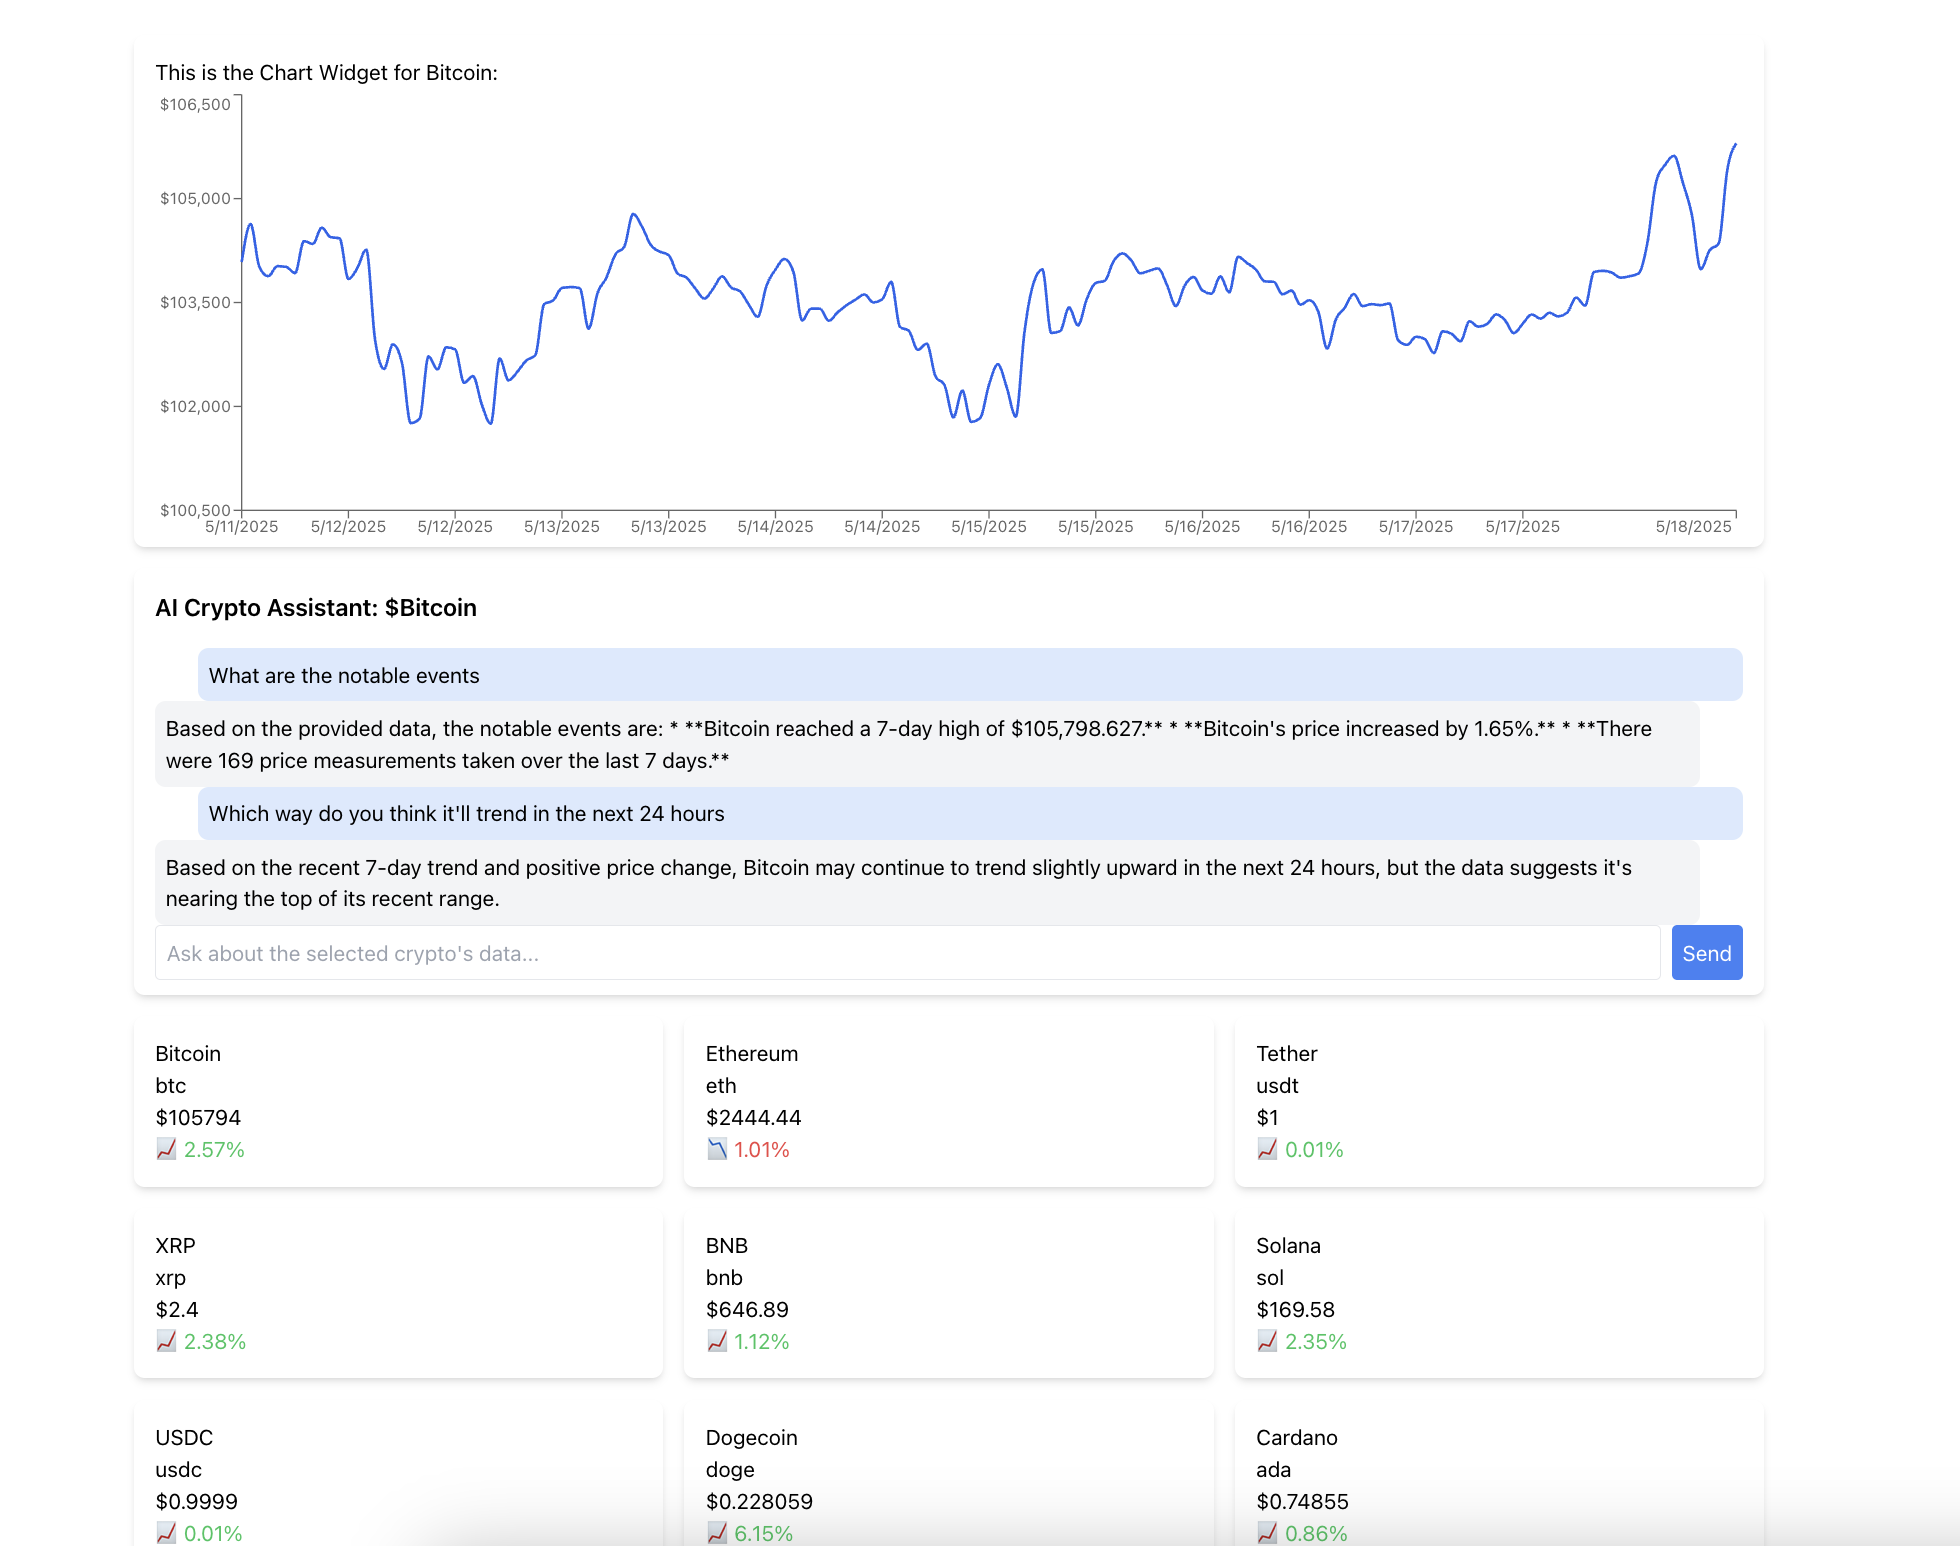 This is the Chart Widget for Bitcoin:
$106,500
$105,000
$103,500
$102,000
$100,500
5/11/2025 5/12/2025 5/12/2025 5/13/2025 5/13/2025 5/14/2025 5/14/2025 5/15/2025 5/15/2025 5/16/2025 5/16/2025 5/17/2025 5/17/2025 5/18/2025
AI Crypto Assistant: $Bitcoin
What are the notable events
Based on the provided data, the notable events are: * **Bitcoin reached a 7-day high of $105,798.627.** * **Bitcoin's price increased by 1.65%.** * **There
were 169 price measurements taken over the last 7 days.**
Which way do you think it'll trend in the next 24 hours
Based on the recent 7-day trend and positive price change, Bitcoin may continue to trend slightly upward in the next 24 hours, but the data suggests it's
nearing the top of its recent range.
Ask about the selected crypto's data...
Send
Bitcoin
btc
$105794
2.57%
Ethereum
eth
$2444.44
1.01%
Tether
usdt
$1
0.01%
XRP
xrp
$2.4
2.38%
BNB
bnb
$646.89
1.12%
Solana
sol
$169.58
2.35%
USDC
usdc
$0.9999
0.01%
Dogecoin
doge
$0.228059
6.15%
Cardano
ada
$0.74855
0.86%